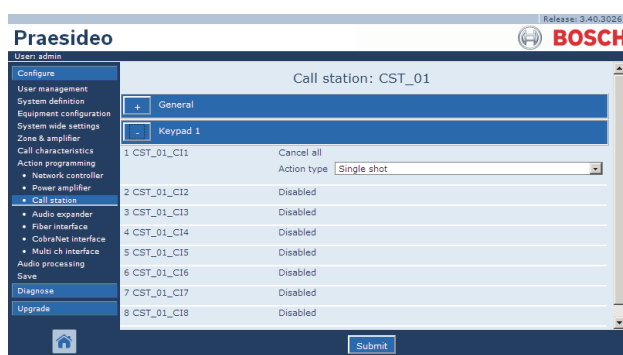 Release: 3.40.3026
Praesideo
BOSCH
User: admin
Configure
User management
System definition
Equipment configuration
System wide settings
Zone & amplifier
Call characteristics
Action programming
• Network controller
• Power amplifier
• Call station
• Audio expander
• Fiber interface
• CobraNet interface
• Multi ch interface
Audio processing
Save
Diagnose
Upgrade
Call station: CST_01
+ General
- Keypad 1
1 CST_01_CI1 Cancel all
Action type Single shot
2 CST_01_CI2 Disabled
3 CST_01_CI3 Disabled
4 CST_01_CI4 Disabled
5 CST_01_CI5 Disabled
6 CST_01_CI6 Disabled
7 CST_01_CI7 Disabled
8 CST_01_CI8 Disabled
Submit